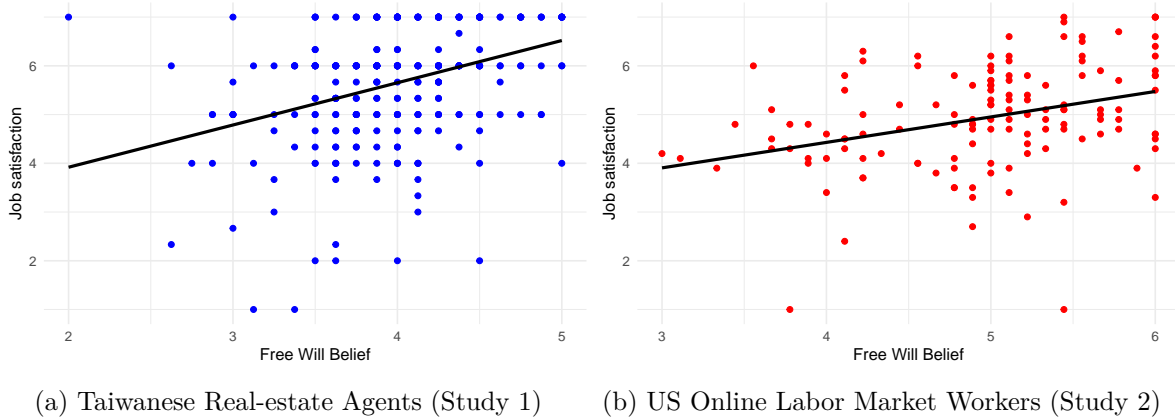 Job satisfaction
6
4
2
2
3
4
5
Free Will Belief
(a) Taiwanese Real-estate Agents (Study 1)
Job satisfaction
6
4
2
3
4
5
6
Free Will Belief
(b) US Online Labor Market Workers (Study 2)